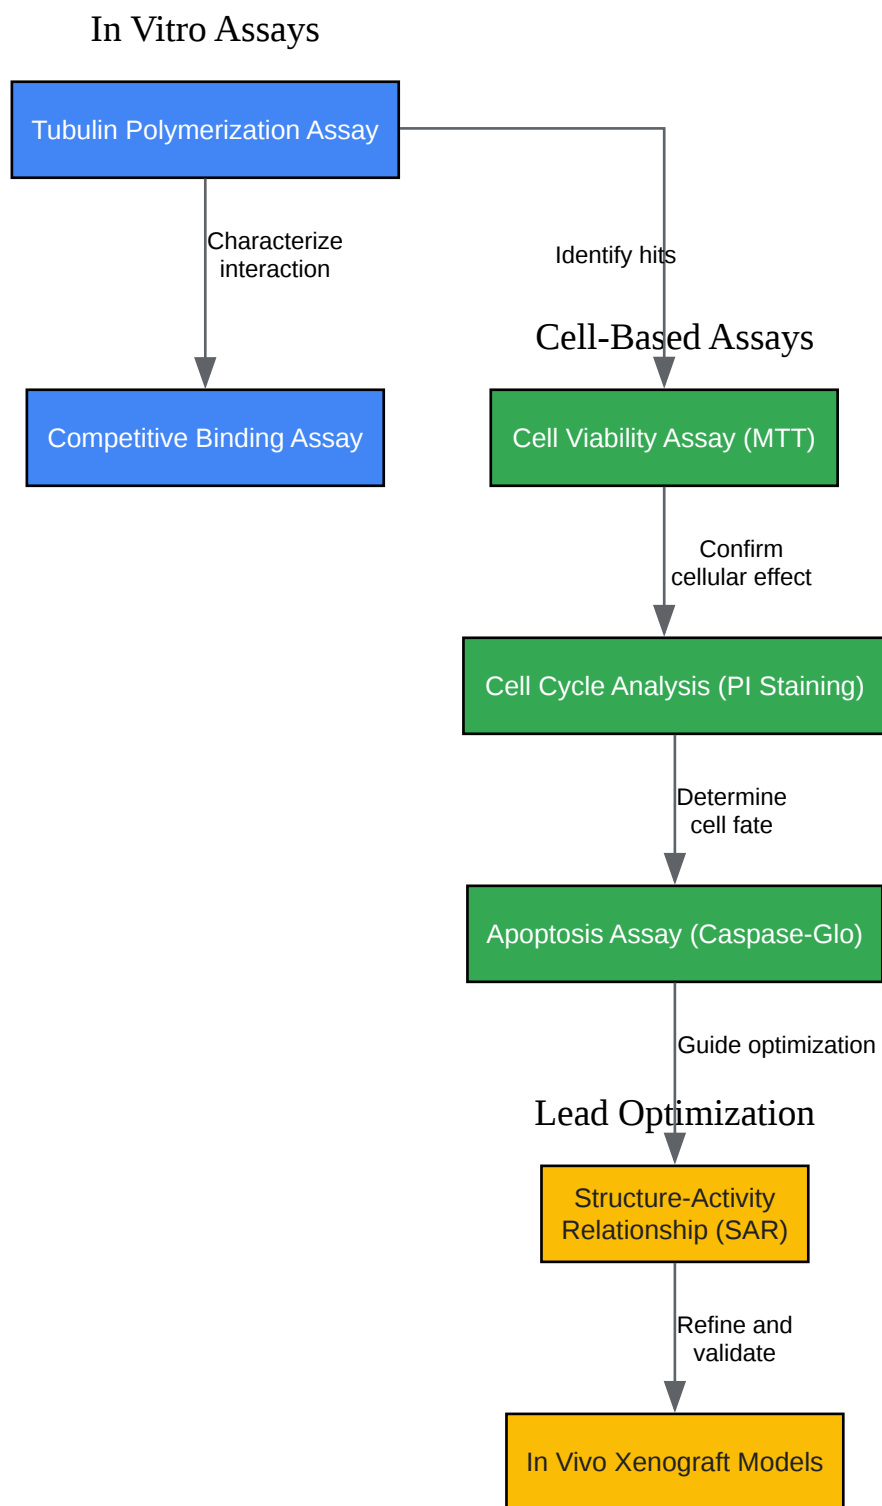 In Vitro Assays
Tubulin Polymerization Assay
Characterize
interaction
Identify hits
Cell-Based Assays
Competitive Binding Assay
Cell Viability Assay (MTT)
Confirm
cellular effect
Cell Cycle Analysis (PI Staining)
Determine
cell fate
Apoptosis Assay (Caspase-Glo)
Guide optimization
Lead Optimization
Structure-Activity
Relationship (SAR)
Refine and
validate
In Vivo Xenograft Models